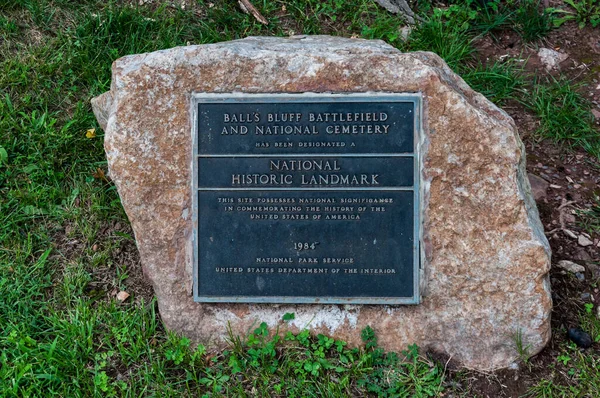 BALL'S BLUFF BATTLEFIELD
AND NATIONAL CEMETERY
HAS BEEN DESIGNATED A
NATIONAL
HISTORIC LANDMARK
THIS SITE POSSESSES NATIONAL SIGNIFICANCE
IN COMMEMORATING THE HISTORY OF THE
UNITED STATES OF AMERICA
1984
NATIONAL PARK SERVICE
UNITED STATES DEPARTMENT OF THE INTERIOR